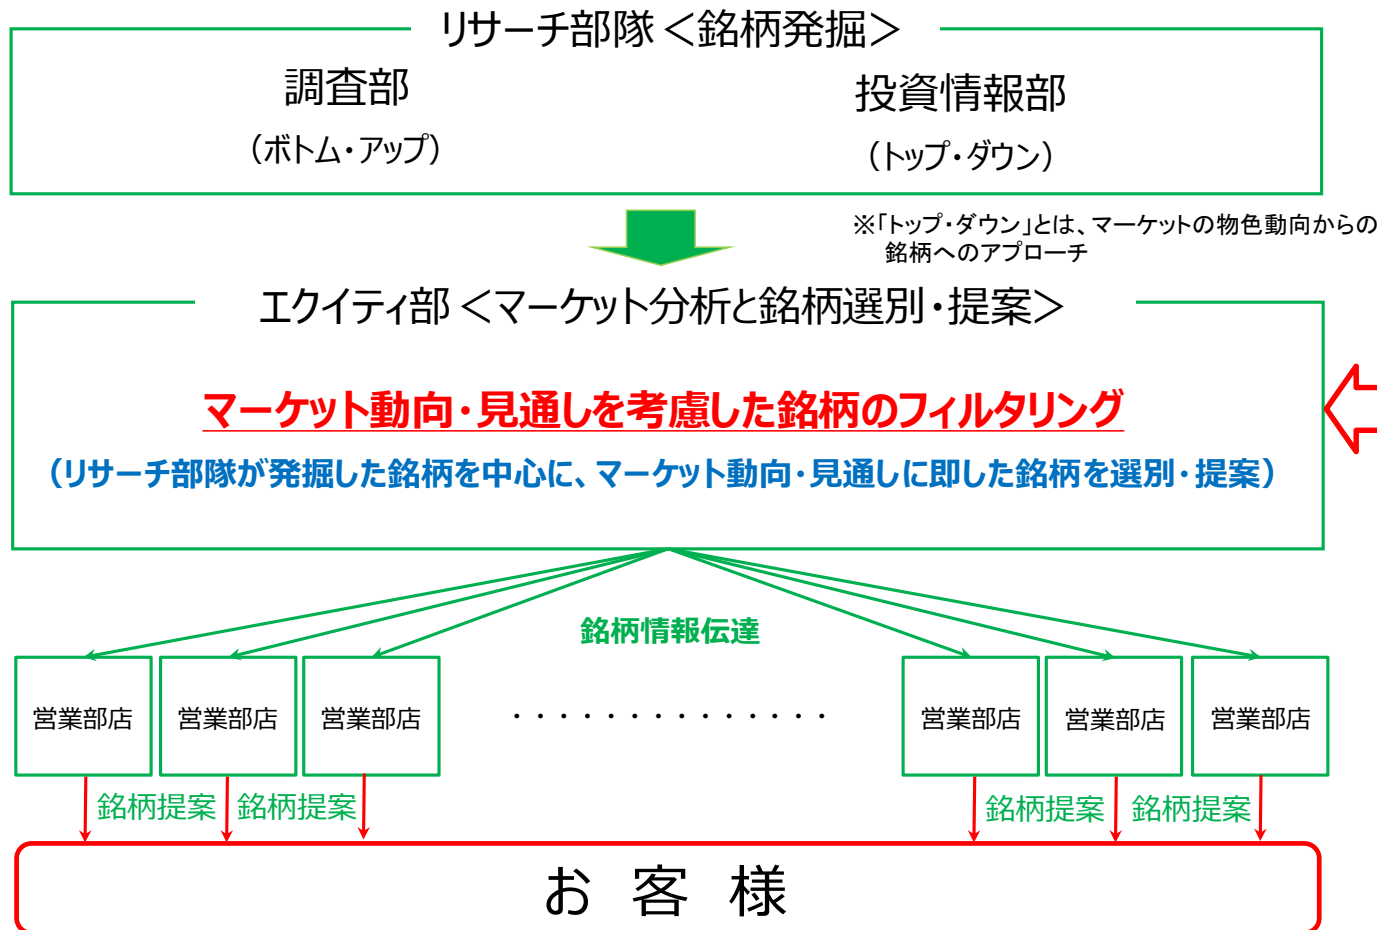 リサーチ部隊＜銘柄発掘＞
調査部
投資情報部
（ボトム・アップ）
（トップ・ダウン）
※｢トップ・ダウン｣とは、マーケットの物色動向からの
銘柄へのアプローチ
エクイティ部＜マーケット分析と銘柄選別・提案＞
マーケット動向・見通しを考慮した銘柄のフィルタリング
（リサーチ部隊が発掘した銘柄を中心に、マーケット動向・見通しに即した銘柄を選別・提案）
銘柄情報伝達
営業部店
営業部店
営業部店
・・・・・・・・・・・・・・
営業部店
営業部店
営業部店
銘柄提案
銘柄提案
銘柄提案
銘柄提案
お 客 様